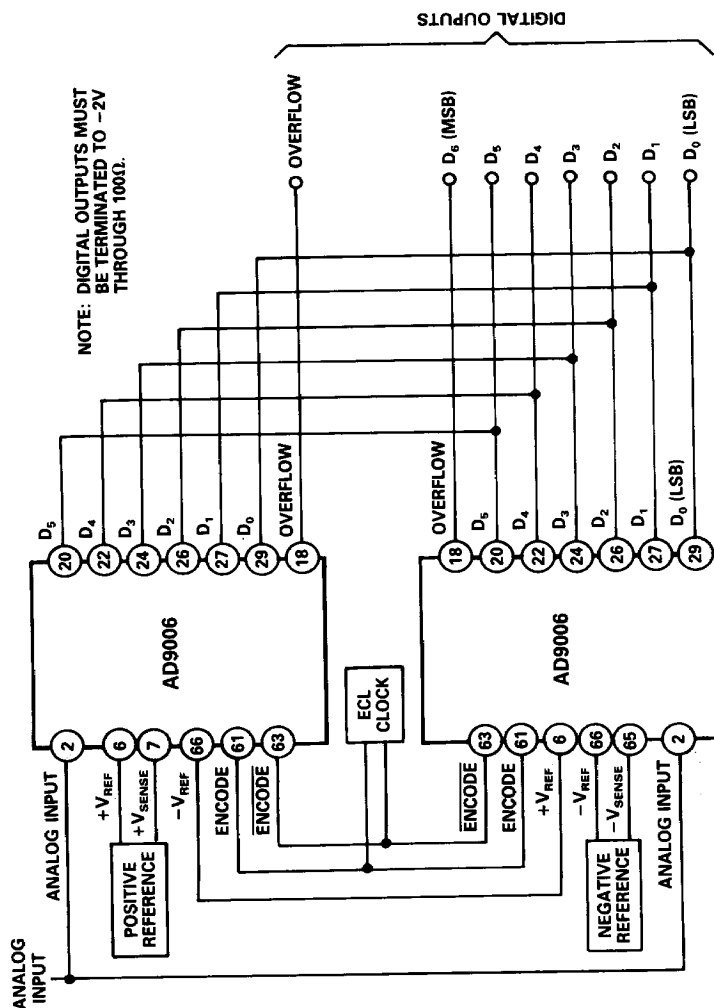 ANALOG
INPUT
NOTE: DIGITAL OUTPUTS MUST
BE TERMINATED TO −2V
THROUGH 100Ω.
ANALOG INPUT
2
+VREF
6
+VSENSE
7
−VREF
66
ENCODE
61
ENCODE
63
POSITIVE
REFERENCE
AD9006
D5
20
D4
22
D3
24
D2
26
D1
27
D0
29
OVERFLOW
18
OVERFLOW
ECL
CLOCK
ENCODE
63
ENCODE
61
+VREF
6
−VREF
66
−VSENSE
65
ANALOG INPUT
2
NEGATIVE
REFERENCE
AD9006
OVERFLOW
18
D5
20
D4
22
D3
24
D2
26
D1
27
D0 (LSB)
29
D6 (MSB)
D5
D4
D3
D2
D1
D0 (LSB)
DIGITAL OUPUTS